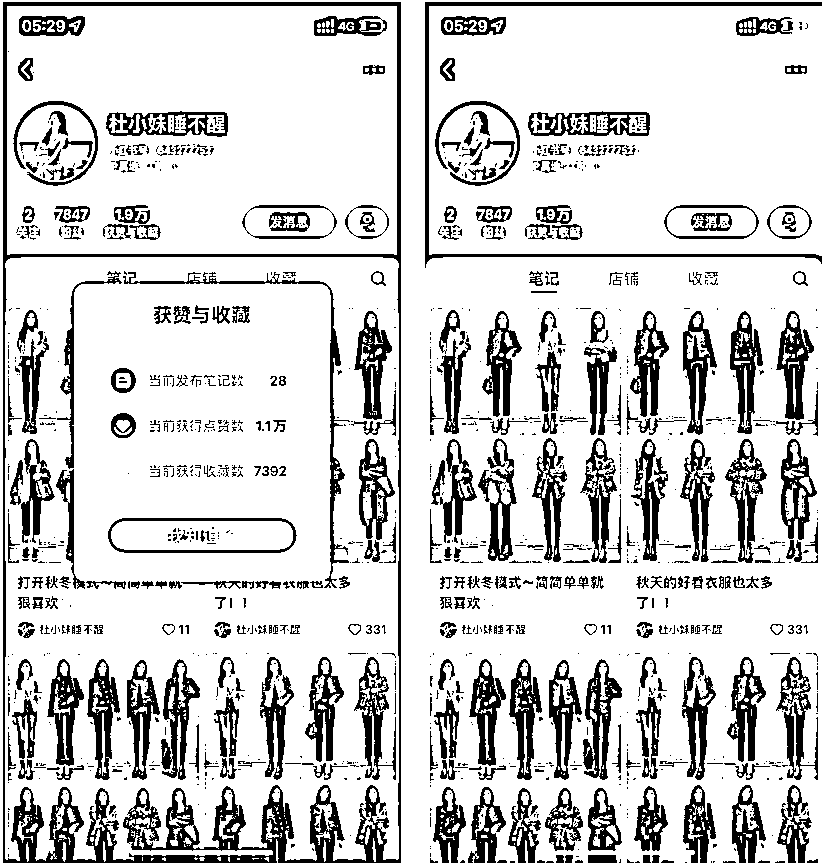 05:29
4G
杜小妹睡不醒
2
7847
1.9万
关注
粉丝
获赞与收藏
发消息
笔记
店铺
收藏
获赞与收藏
当前发布笔记数 28
当前获得点赞数 1.1万
当前获得收藏数 7392
我知道了
打开秋冬模式～简简单单就
狠喜欢
秋天的好看衣服也太多
了！！
杜小妹睡不醒
11
杜小妹睡不醒
331
05:29
4G
杜小妹睡不醒
2
7847
1.9万
关注
粉丝
获赞与收藏
发消息
笔记
店铺
收藏
打开秋冬模式～简简单单就
狠喜欢
秋天的好看衣服也太多
了！！
杜小妹睡不醒
11
杜小妹睡不醒
331